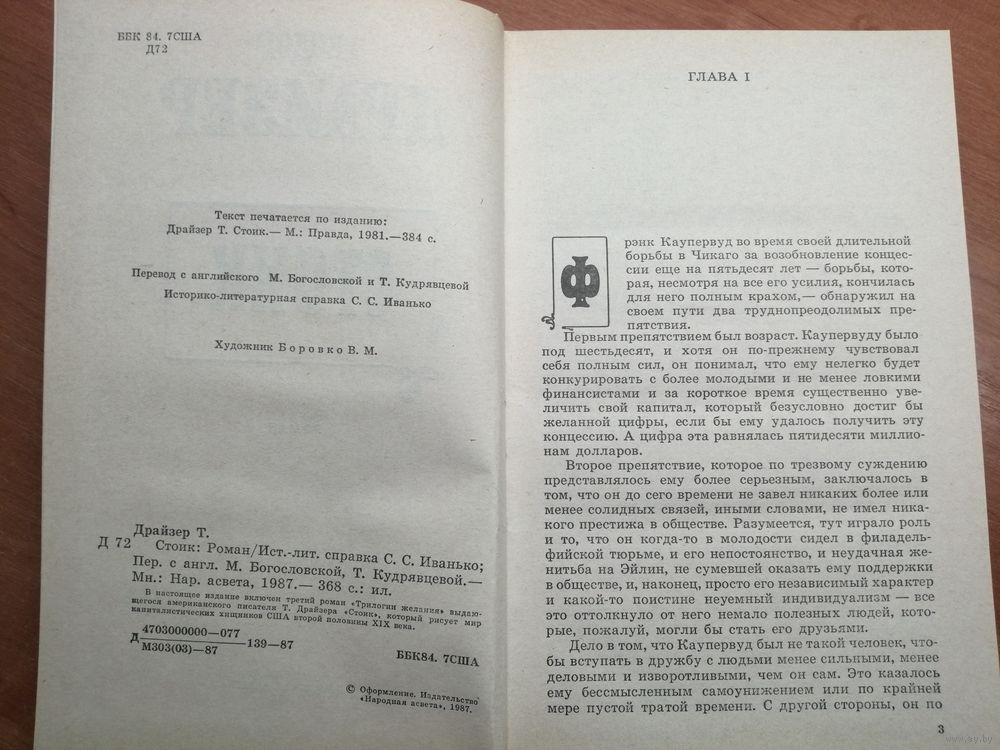 ББК 84. 7США
Д72
Текст печатается по изданию:
Драйзер Т. Стоик.— М.: Правда, 1981.—384 с.
Перевод с английского М. Богословской и Т. Кудрявцевой
Историко-литературная справка С. С. Иванько
Художник Боровко В. М.
Драйзер Т.
Д 72 Стоик: Роман/Ист.-лит. справка С. С. Иванько;
Пер. с англ. М. Богословской, Т. Кудрявцевой.—
Мн.: Нар. асвета, 1987.— 368 с.: ил.
В настоящее издание включен третий роман «Трилогии желания» выдаю-
щегося американского писателя Т. Драйзера «Стоик», который рисует мир
капиталистических хищников США второй половины XIX века.
Д 4703000000—077
М303(03)—87 139—87
ББК84. 7США
© Оформление. Издательство
«Народная асвета», 1987.
ГЛАВА I
Ф
рэнк Каупервуд во время своей длительной
борьбы в Чикаго за возобновление концес-
сии еще на пятьдесят лет — борьбы, кото-
рая, несмотря на все его усилия, кончилась
для него полным крахом,— обнаружил на
своем пути два труднопреодолимых пре-
пятствия.
Первым препятствием был возраст. Каупервуду было
под шестьдесят, и хотя он по-прежнему чувствовал
себя полным сил, он понимал, что ему нелегко будет
конкурировать с более молодыми и не менее ловкими
финансистами и за короткое время существенно уве-
личить свой капитал, который безусловно достиг бы
желанной цифры, если бы ему удалось получить эту
концессию. А цифра эта равнялась пятидесяти миллио-
нам долларов.
Второе препятствие, которое по трезвому суждению
представлялось ему более серьезным, заключалось в
том, что он до сего времени не завел никаких более или
менее солидных связей, иными словами, не имел ника-
кого престижа в обществе. Разумеется, тут играло роль
и то, что он когда-то в молодости сидел в филадель-
фийской тюрьме, и его непостоянство, и неудачная же-
нитьба на Эйлин, не сумевшей оказать ему поддержки
в обществе, и, наконец, просто его независимый характер
и какой-то поистине неуемный индивидуализм — все
это оттолкнуло от него немало полезных людей, кото-
рые, пожалуй, могли бы стать его друзьями.
Дело в том, что Каупервуд был не такой человек, что-
бы вступать в дружбу с людьми менее сильными, менее
деловыми и изворотливыми, чем он сам. Это казалось
ему бессмысленным самоунижением или по крайней
мере пустой тратой времени. С другой стороны, он по
3
www.ay.by